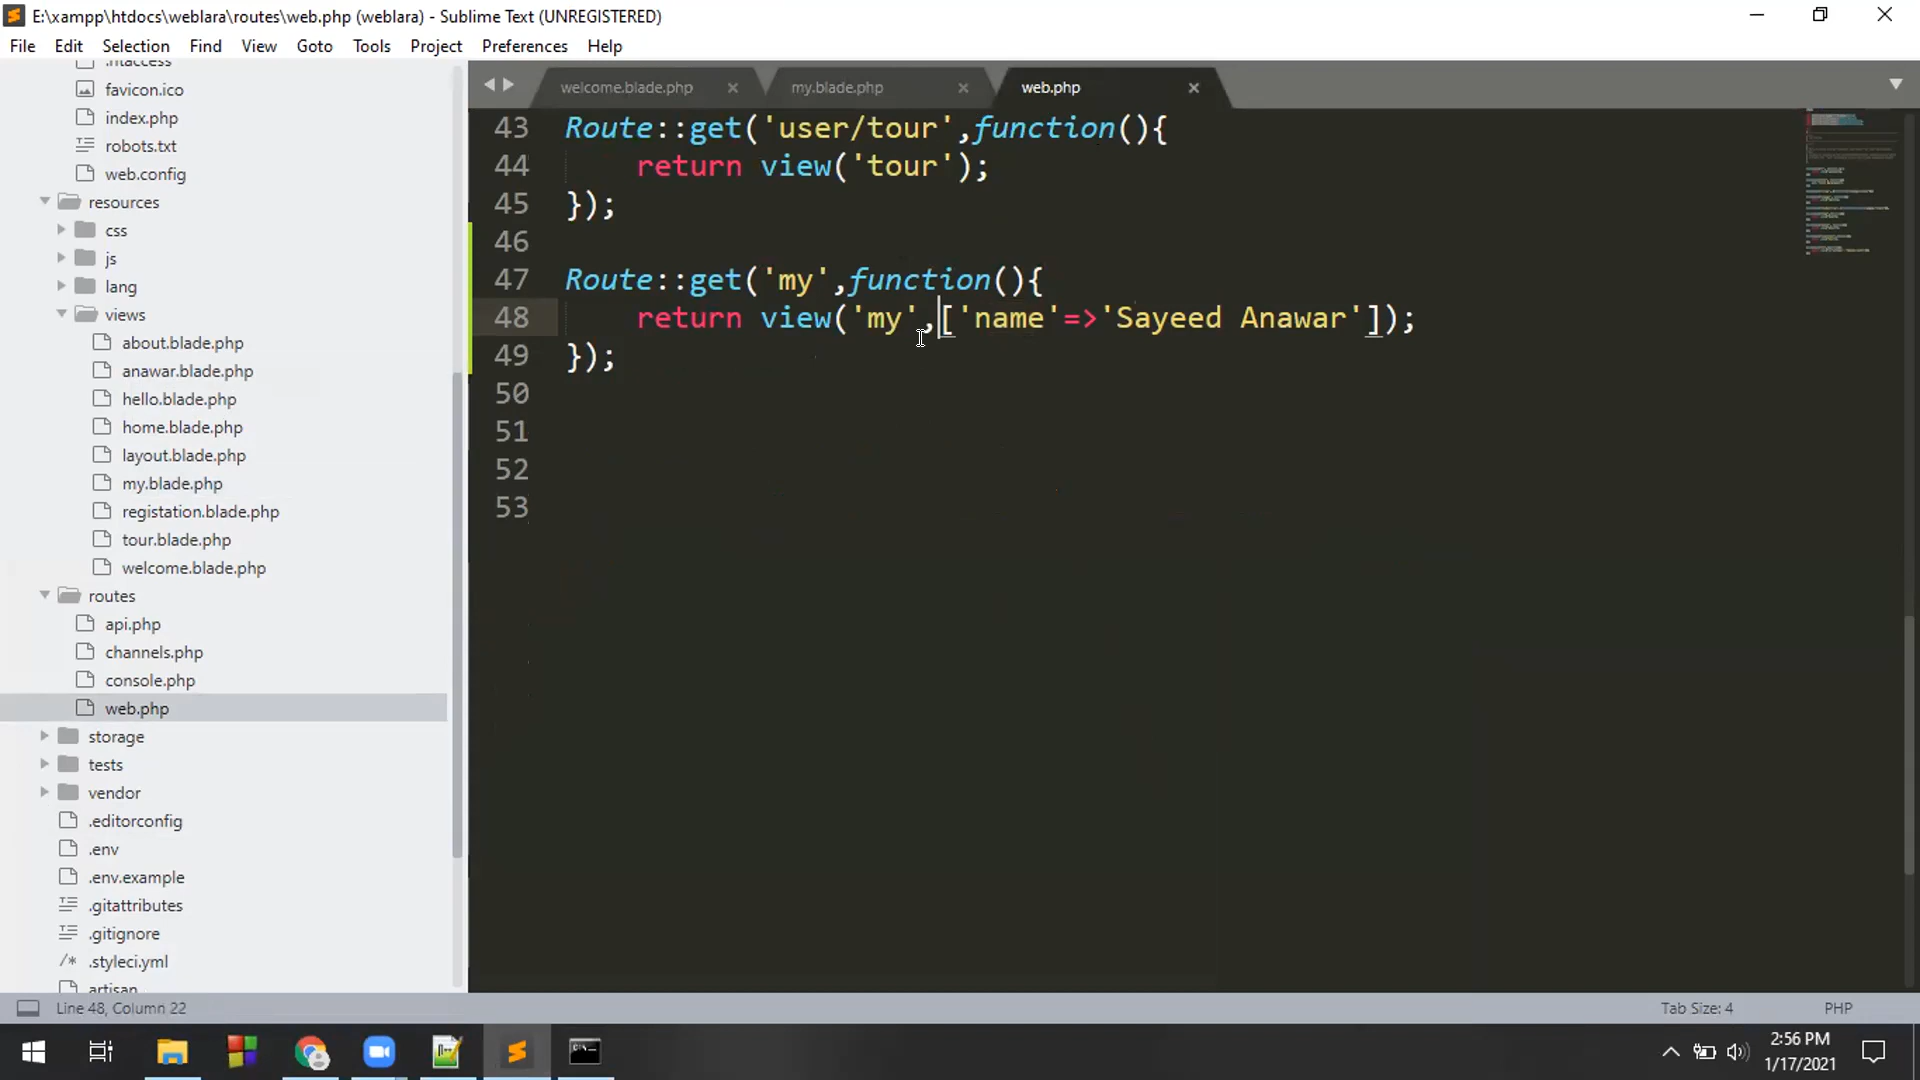 E:\xampp\htdocs\weblara\routes\web.php (weblara) - Sublime Text (UNREGISTERED)
File Edit Selection Find View Goto Tools Project Preferences Help
.htaccess
favicon.ico
index.php
robots.txt
web.config
resources
css
js
lang
views
about.blade.php
anawar.blade.php
hello.blade.php
home.blade.php
layout.blade.php
my.blade.php
registation.blade.php
tour.blade.php
welcome.blade.php
routes
api.php
channels.php
console.php
web.php
storage
tests
vendor
.editorconfig
.env
.env.example
.gitattributes
.gitignore
/* .styleci.yml
artisan
welcome.blade.php my.blade.php web.php
43 Route::get('user/tour',function(){
44 return view('tour');
45 });
46
47 Route::get('my',function(){
48 return view('my',['name'=>'Sayeed Anawar']);
49 });
50
51
52
53
Line 48, Column 22 Tab Size: 4 PHP
2:56 PM
1/17/2021